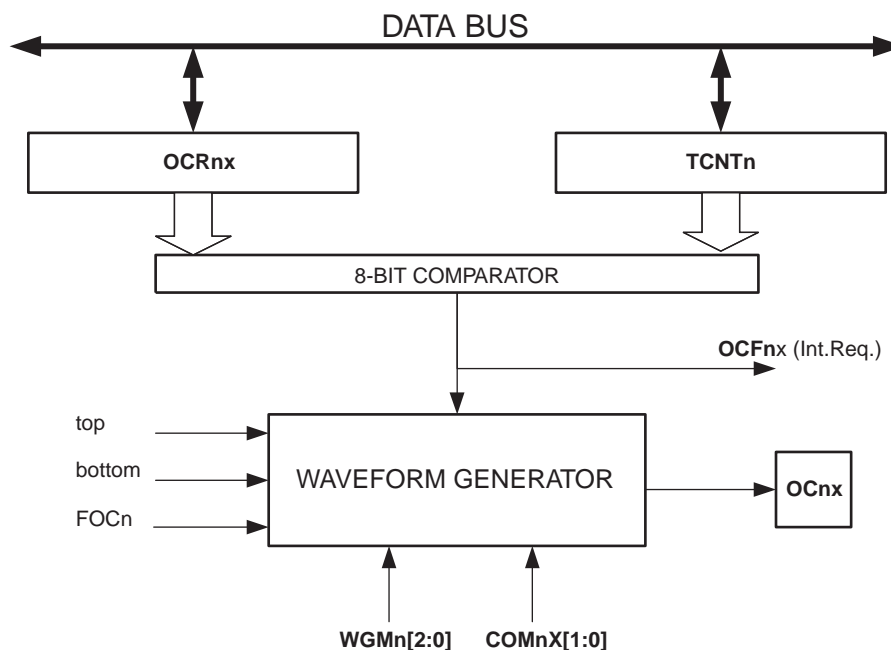 DATA BUS
OCRnx
TCNTn
8-BIT COMPARATOR
OCFnx (Int.Req.)
top
bottom
FOCn
WAVEFORM GENERATOR
OCnx
WGMn[2:0]
COMnX[1:0]